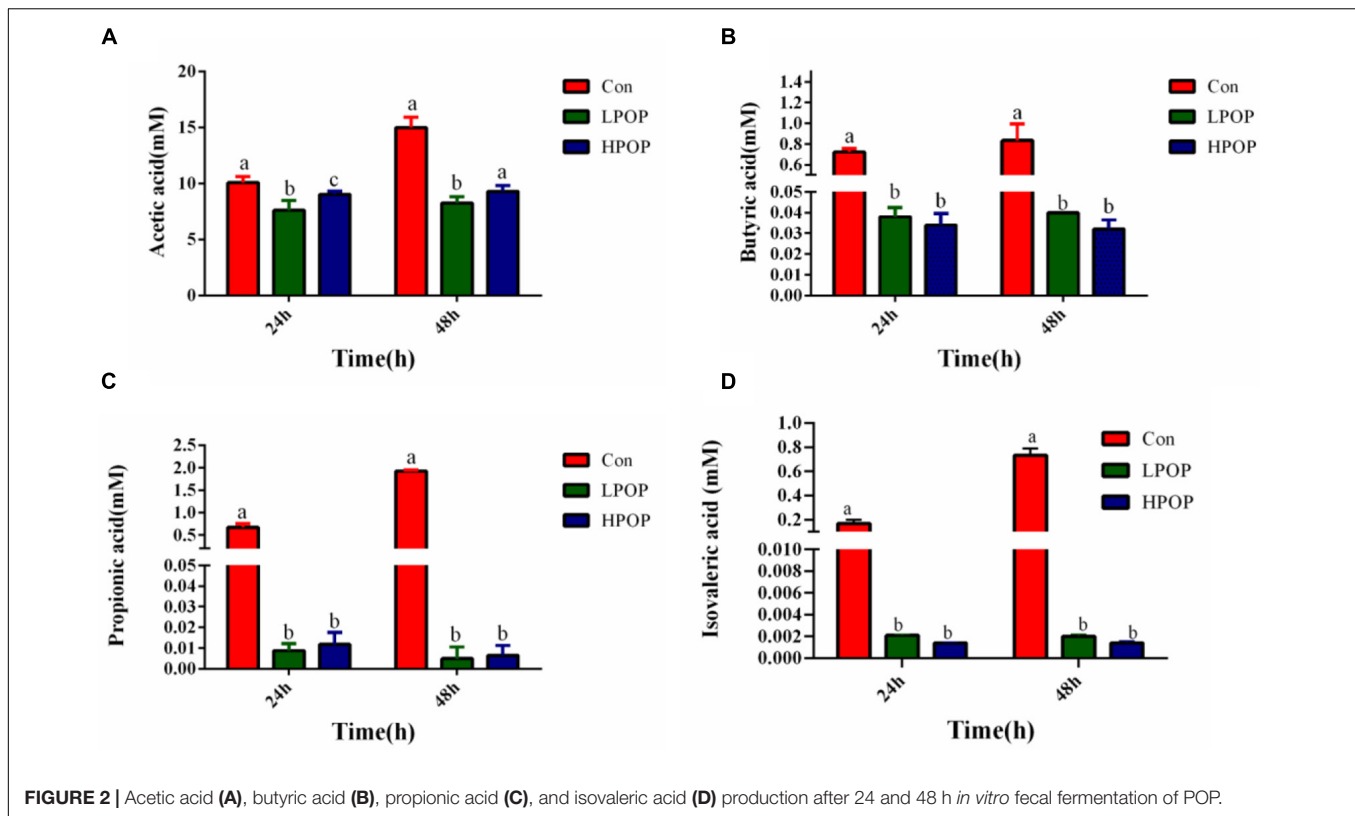 A
20
15
10
5
0
Acetic acid(mM)
a
b
c
a
b
a
24h
48h
Time(h)
Con
LPOP
HPOP
B
1.4
1.2
1.0
0.8
0.6
0.05
0.04
0.03
0.02
0.01
0.00
Butyric acid(mM)
a
b
b
a
b
b
24h
48h
Time(h)
Con
LPOP
HPOP
C
2.5
2.0
1.5
1.0
0.5
0.05
0.04
0.03
0.02
0.01
0.00
Propionic acid(mM)
a
b
b
a
b
b
24h
48h
Time(h)
Con
LPOP
HPOP
D
1.0
0.8
0.6
0.4
0.2
0.010
0.008
0.006
0.004
0.002
0.000
Isovaleric acid (mM)
a
b
b
a
b
b
24h
48h
Time(h)
Con
LPOP
HPOP
FIGURE 2 | Acetic acid (A), butyric acid (B), propionic acid (C), and isovaleric acid (D) production after 24 and 48 h in vitro fecal fermentation of POP.